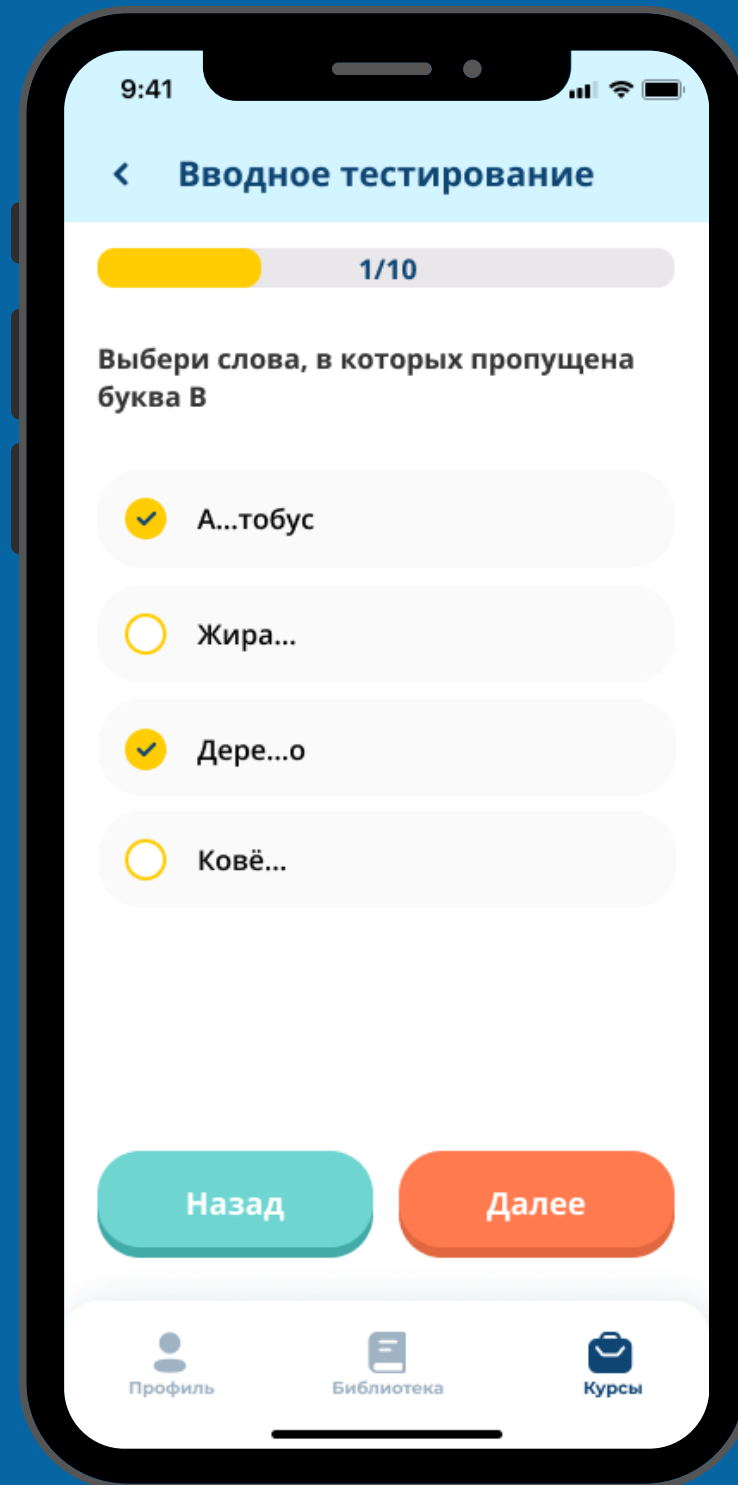 9:41
Вводное тестирование
1/10
Выбери слова, в которых пропущена
буква В
А...тобус
Жира...
Дере...о
Ковё...
Назад
Далее
Профиль
Библиотека
Курсы